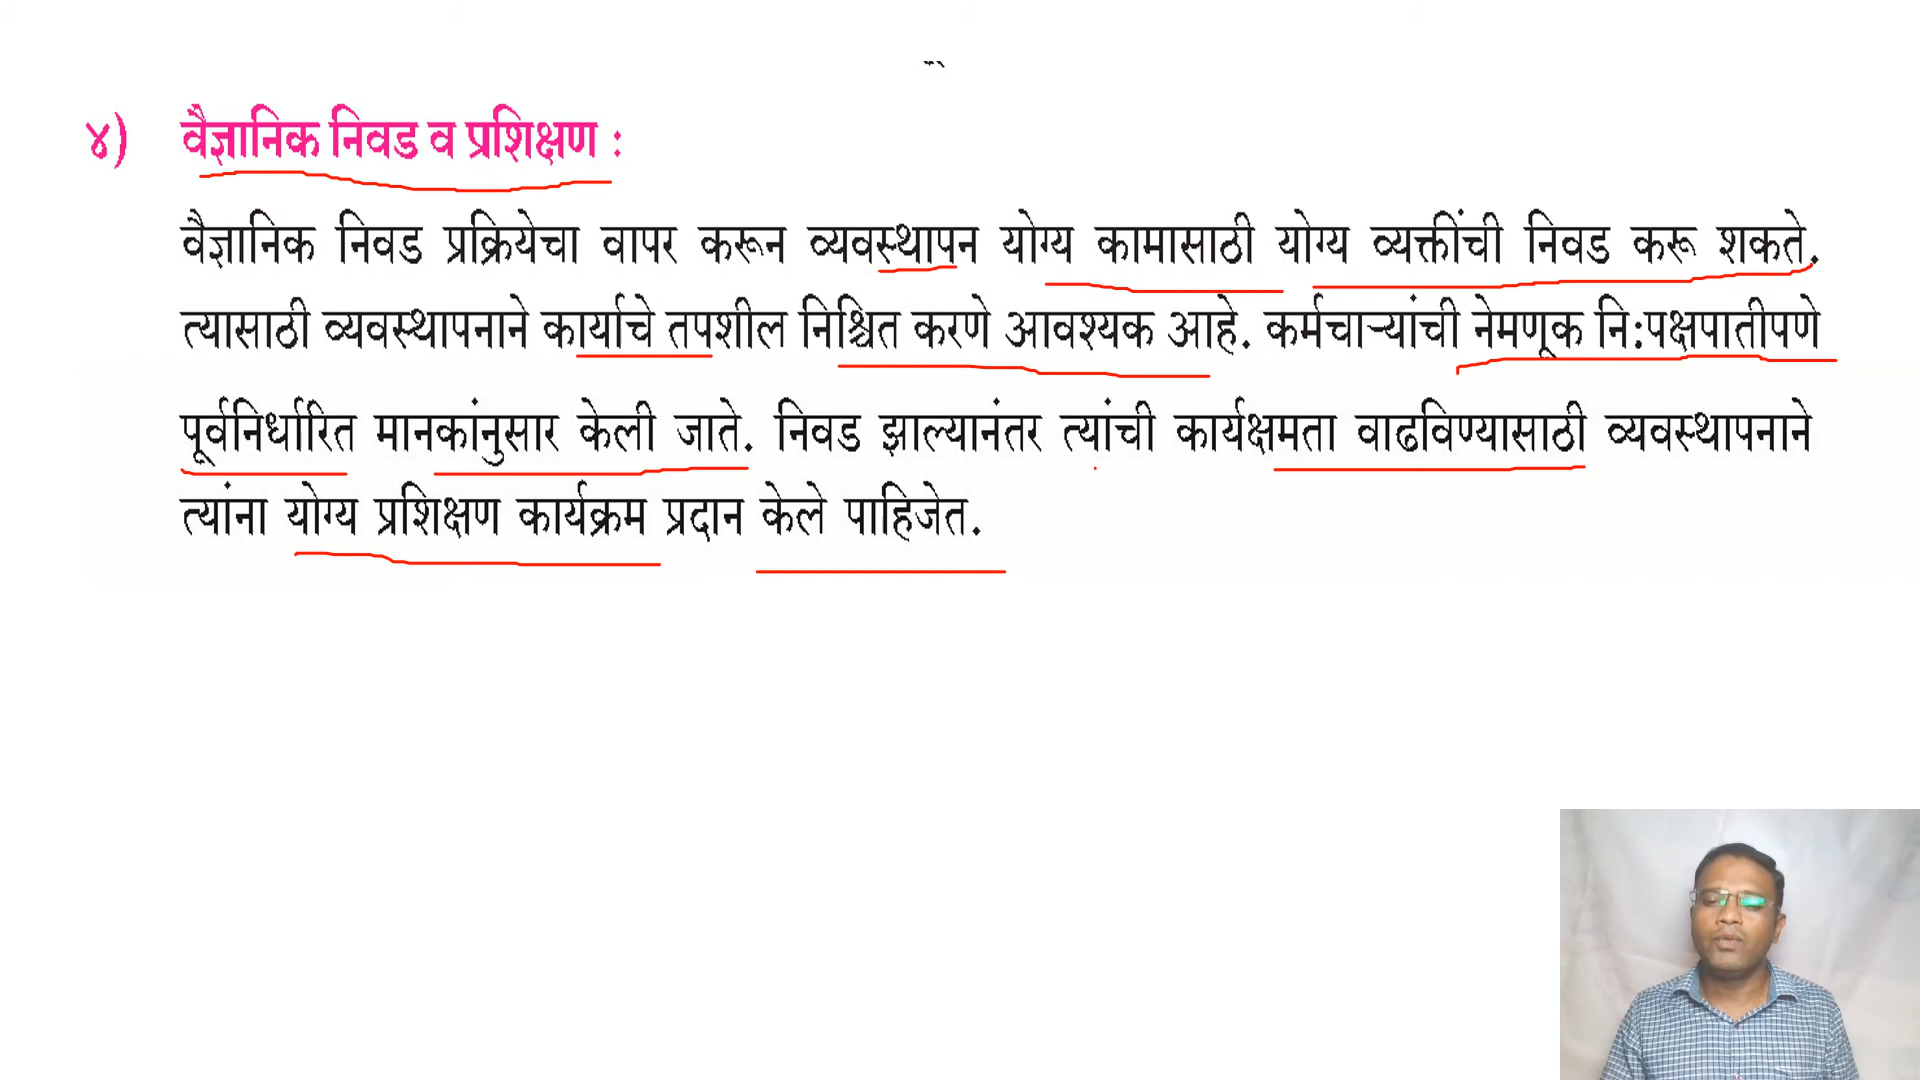 ४) वैज्ञानिक निवड व प्रशिक्षण :
वैज्ञानिक निवड प्रक्रियेचा वापर करून व्यवस्थापन योग्य कामासाठी योग्य व्यक्तींची निवड करू शकते.
त्यासाठी व्यवस्थापनाने कार्याचे तपशील निश्चित करणे आवश्यक आहे. कर्मचाऱ्यांची नेमणूक नि:पक्षपातीपणे
पूर्वनिर्धारित मानकांनुसार केली जाते. निवड झाल्यानंतर त्यांची कार्यक्षमता वाढविण्यासाठी व्यवस्थापनाने
त्यांना योग्य प्रशिक्षण कार्यक्रम प्रदान केले पाहिजेत.